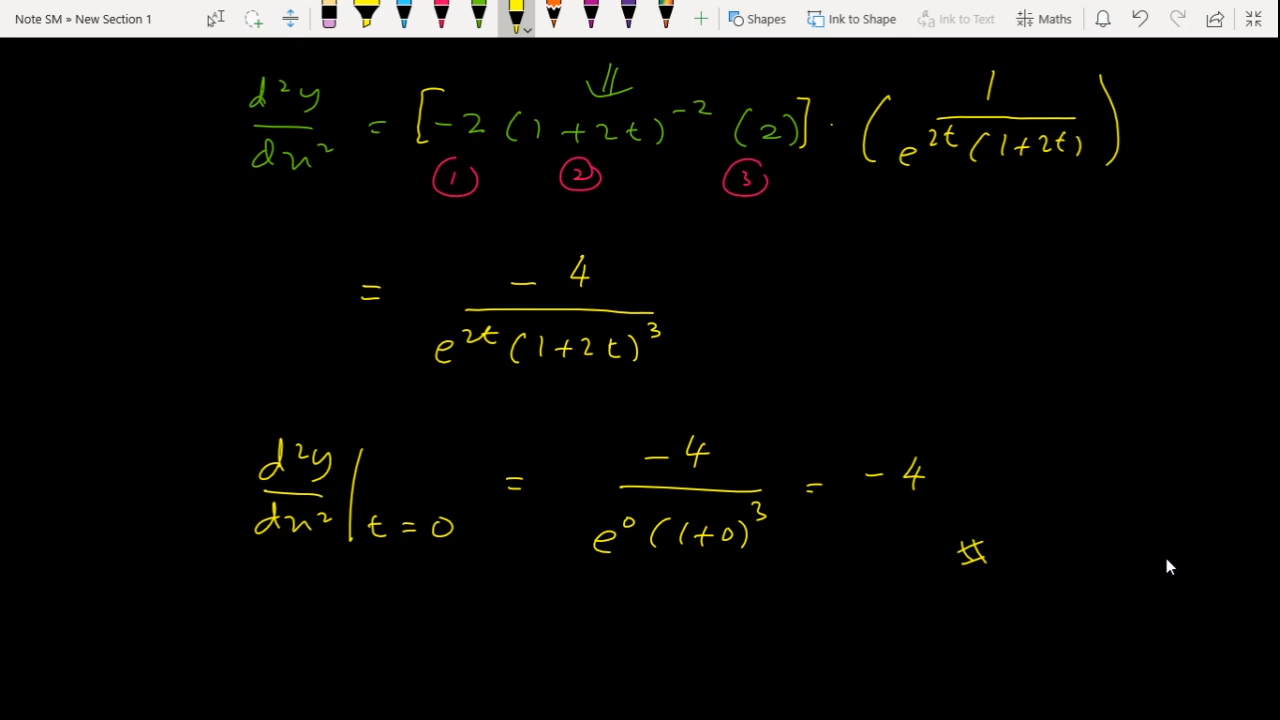 Note SM » New Section 1 Shapes Ink to Shape Ink to Text Maths
d²y/dx² = [-2 (1+2t)⁻² (2)] · (1/(e²ᵗ(1+2t)))
① ② ③
= -4/(e²ᵗ(1+2t)³)
d²y/dx² | t=0 = -4/(e⁰(1+0)³) = -4
#